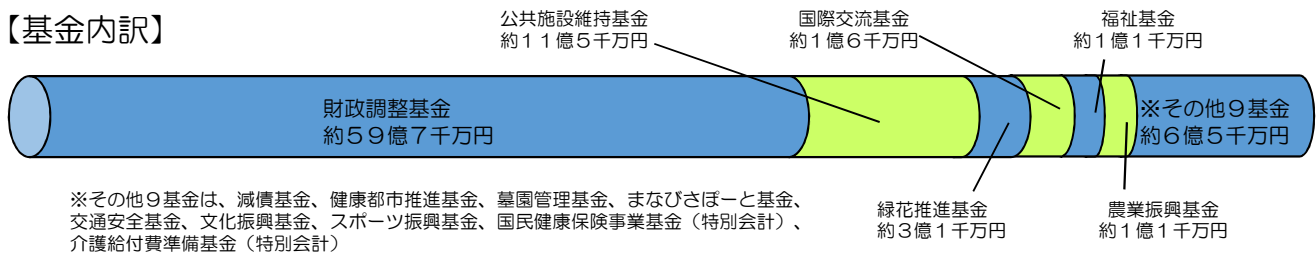 【基金内訳】
公共施設維持基金
約11億5千万円
国際交流基金
約1億6千万円
福祉基金
約1億1千万円
財政調整基金
約59億7千万円
※その他9基金
約6億5千万円
緑花推進基金
約3億1千万円
農業振興基金
約1億1千万円
※その他9基金は、減債基金、健康都市推進基金、墓園管理基金、まなびさぽーと基金、
交通安全基金、文化振興基金、スポーツ振興基金、国民健康保険事業基金（特別会計）、
介護給付費準備基金（特別会計）